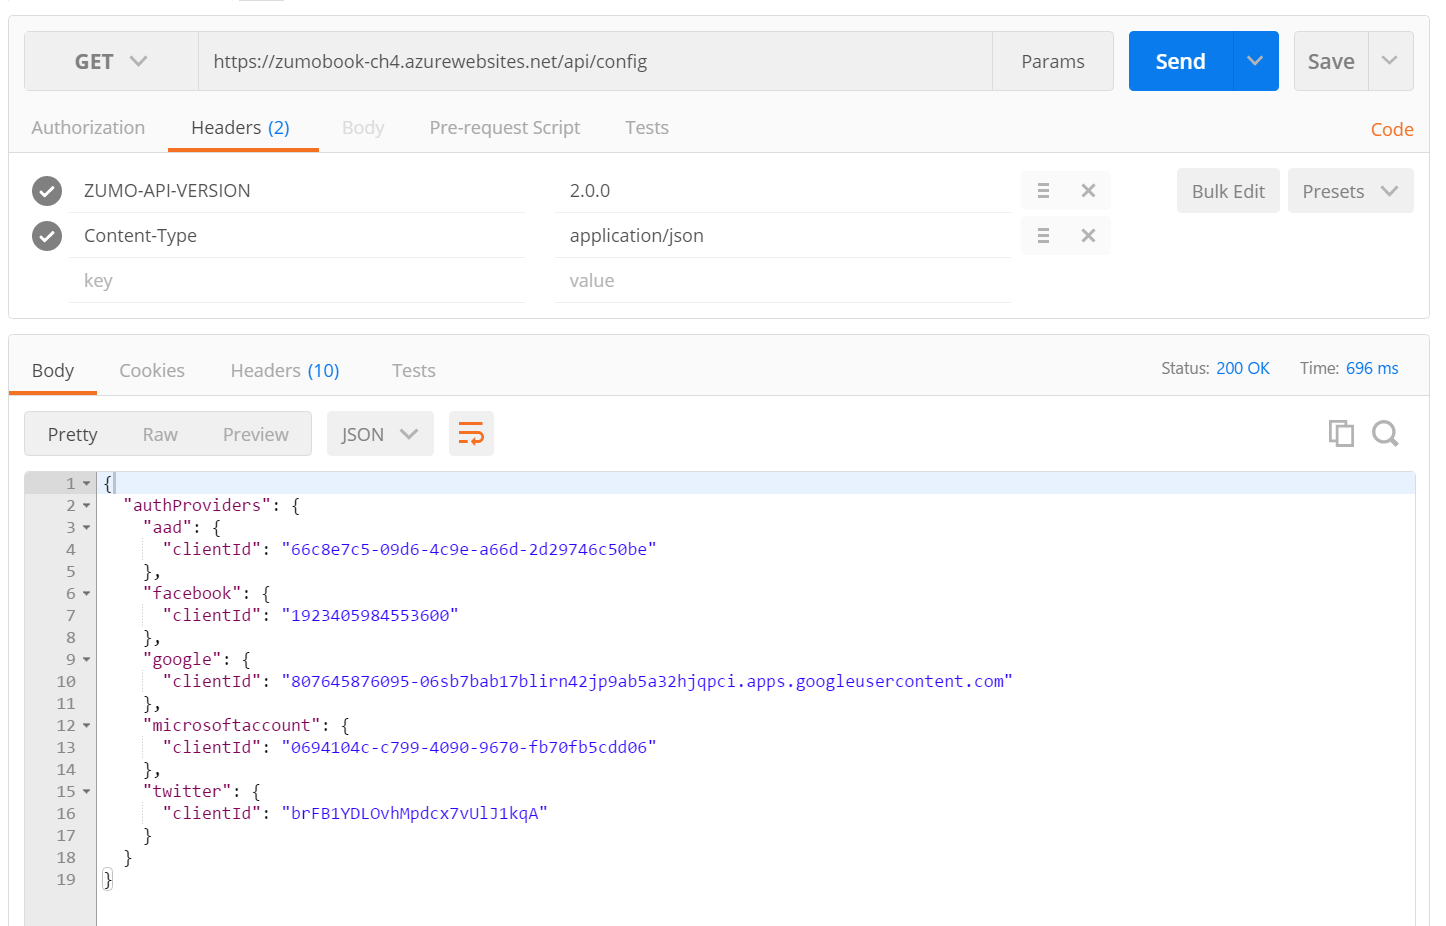 GET https://zumobook-ch4.azurewebsites.net/api/config Params Send Save
Authorization Headers (2) Body Pre-request Script Tests Code
ZUMO-API-VERSION 2.0.0 Bulk Edit Presets
Content-Type application/json
key value
Body Cookies Headers (10) Tests Status: 200 OK Time: 696 ms
Pretty Raw Preview JSON
1 {
2 "authProviders": {
3 "aad": {
4 "clientId": "66c8e7c5-09d6-4c9e-a66d-2d29746c50be"
5 },
6 "facebook": {
7 "clientId": "1923405984553600"
8 },
9 "google": {
10 "clientId": "807645876095-06sb7bab17blirn42jp9ab5a32hjqpci.apps.googleusercontent.com"
11 },
12 "microsoftaccount": {
13 "clientId": "0694104c-c799-4090-9670-fb70fb5cdd06"
14 },
15 "twitter": {
16 "clientId": "brFB1YDLOvhMpdcx7vUlJ1kqA"
17 }
18 }
19 }